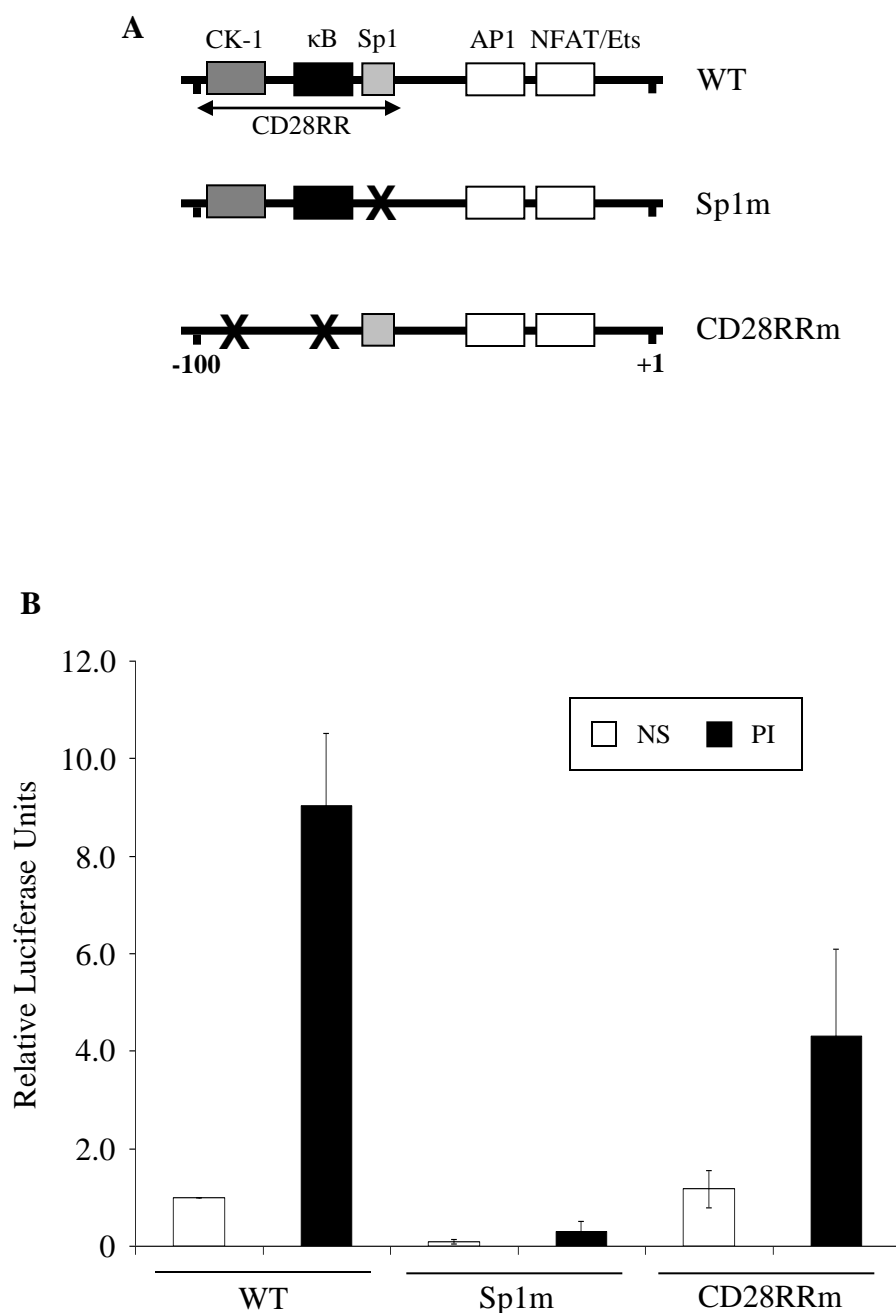 A
CK-1 κB Sp1 AP1 NFAT/Ets
WT
CD28RR
Sp1m
CD28RRm
-100 +1
B
12.0
10.0
8.0
6.0
4.0
2.0
0
Relative Luciferase Units
NS PI
WT Sp1m CD28RRm